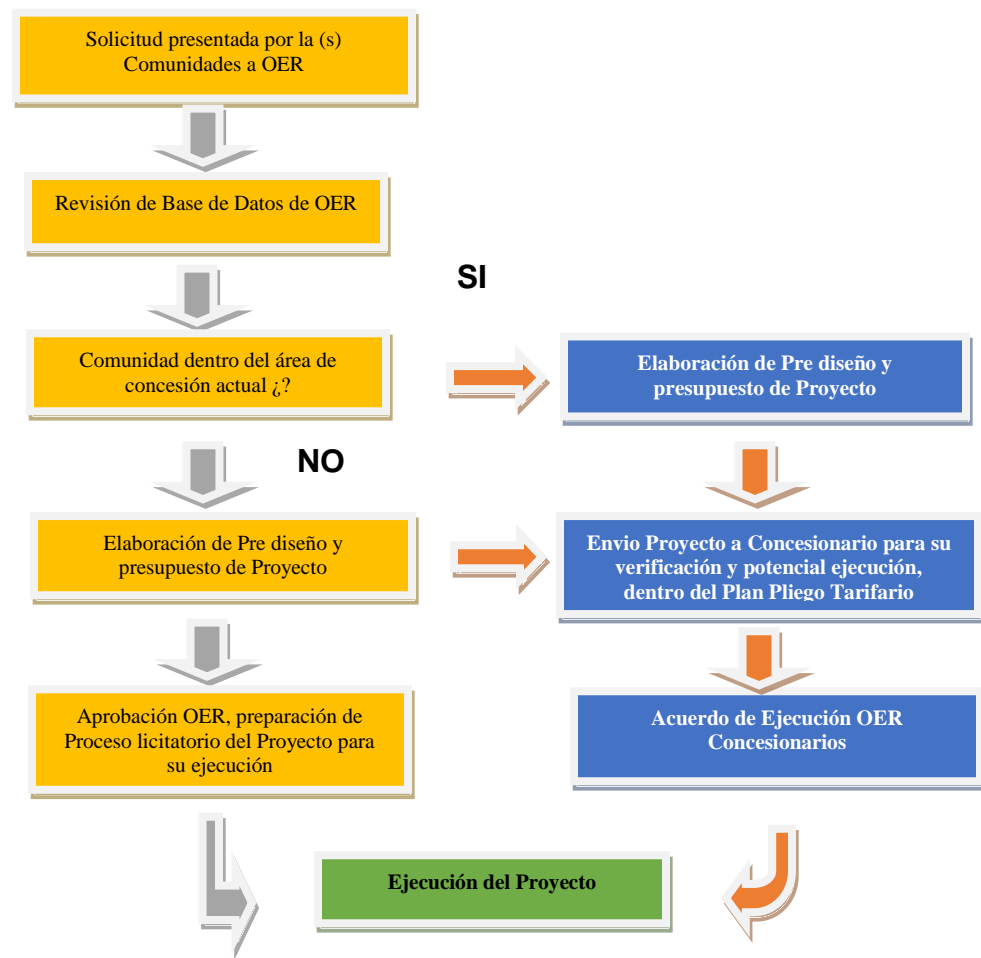 Solicitud presentada por la (s)
Comunidades a OER
Revisión de Base de Datos de OER
SI
Comunidad dentro del área de
concesión actual ¿?
Elaboración de Pre diseño y
presupuesto de Proyecto
NO
Elaboración de Pre diseño y
presupuesto de Proyecto
Envio Proyecto a Concesionario para su
verificación y potencial ejecución,
dentro del Plan Pliego Tarifario
Aprobación OER, preparación de
Proceso licitatorio del Proyecto para
su ejecución
Acuerdo de Ejecución OER
Concesionarios
Ejecución del Proyecto